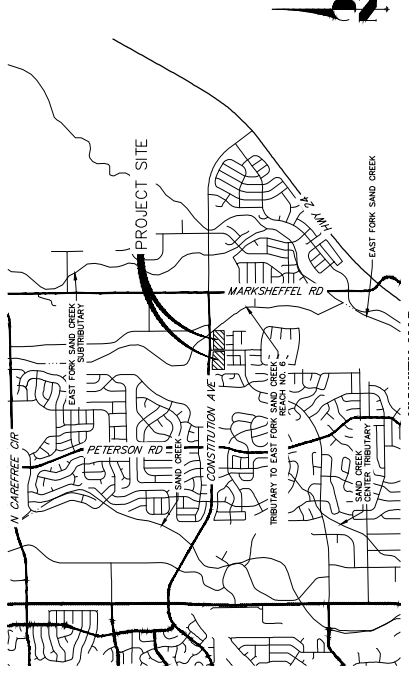 PROJECT SITE
HWY 24
EAST FORK SAND CREEK
MARKSHEFFEL RD
EAST FORK SAND CREEK
SUBTRIBUTARY
N CAREFREE CIR
PETERSON RD
SAND CREEK
CONSTITUTION AVE
TRIBUTARY TO EAST FORK SAND CREEK
REACH NO. 6
SAND CREEK
CENTER TRIBUTARY